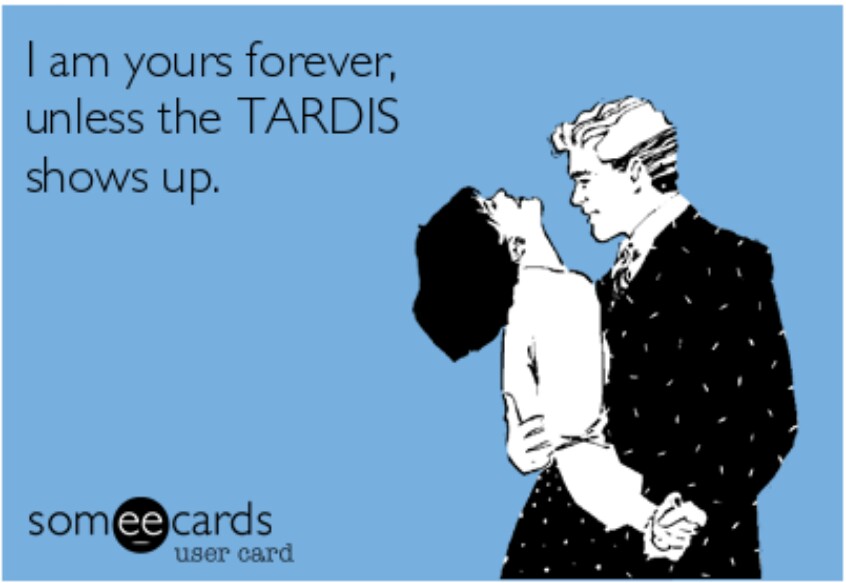 I am yours forever,
unless the TARDIS
shows up.
someecards
user card